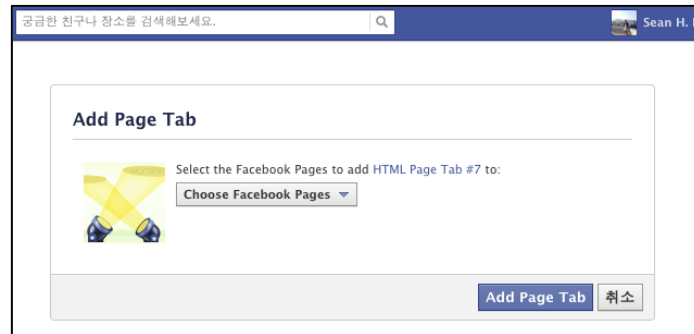 궁금한 친구나 장소를 검색해보세요.
Sean H.
Add Page Tab
Select the Facebook Pages to add HTML Page Tab #7 to:
Choose Facebook Pages
Add Page Tab
취소